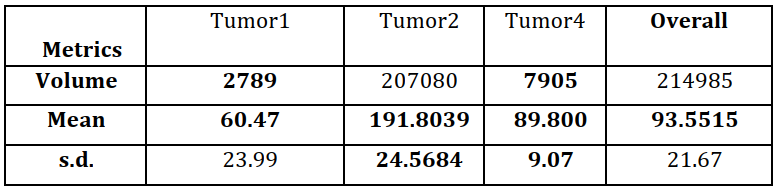 Metrics Tumor1 Tumor2 Tumor4 Overall
Volume 2789 207080 7905 214985
Mean 60.47 191.8039 89.800 93.5515
s.d. 23.99 24.5684 9.07 21.67